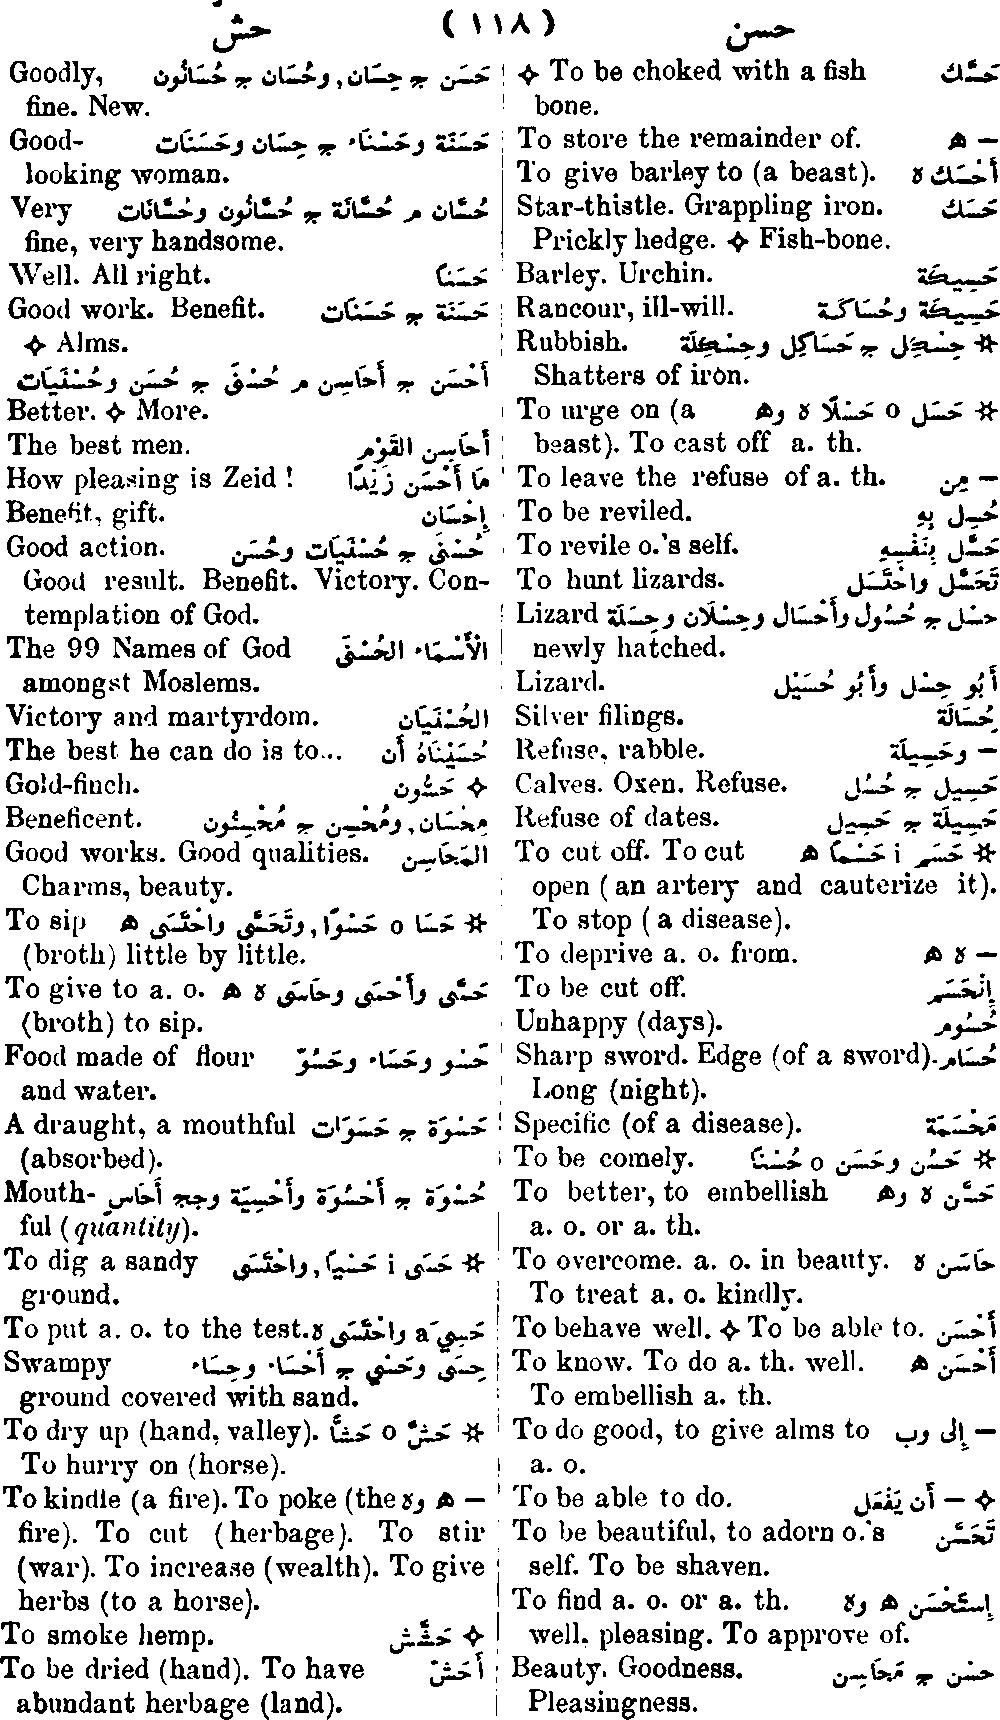 حسن ( ١١٨ ) حش
✧ To be choked with a fish حَسَّك
bone.
To store the remainder of. — ه
To give barley to (a beast). أَحْسَك ة
Star-thistle. Grappling iron. حَسَك
Prickly hedge. ✧ Fish-bone.
Barley. Urchin. حَسِيكَة
Rancour, ill-will. حَسِيكَة وحُسَاكَة
Rubbish. ☆ حِسْكِل ج حَسَاكِل وحِسْكِلَة
Shatters of iron.
To urge on (a ☆ حَسَل o حَسْلًا ة وه
beast). To cast off a. th.
To leave the refuse of a. th. — مِن
To be reviled. حُسِل بِهِ
To revile o.'s self. حَسَّل بِنَفْسِهِ
To hunt lizards. تَحَسَّل واحْتَسَل
Lizard حِسْل ج حُسُول وأَحْسَال وحِسْلَان وحِسَلَة
newly hatched.
Lizard. أَبُو حِسْل وأَبُو حُسَيْل
Silver filings. حُسَالَة
Refuse, rabble. — وحَسِيلَة
Calves. Oxen. Refuse. حَسِيل ج حُسُل
Refuse of dates. حَسِيلَة ج حَسِيل
To cut off. To cut ☆ حَسَم i حَسْمًا ه
open (an artery and cauterize it).
To stop (a disease).
To deprive a. o. from. — ة ه
To be cut off. إِنْحَسَم
Unhappy (days). حُسُوم
Sharp sword. Edge (of a sword). حُسَام
Long (night).
Specific (of a disease). مَحْسَمَة
To be comely. ☆ حَسُن وحَسَن o حُسْنًا
To better, to embellish حَسَّن ة وه
a. o. or a. th.
To overcome. a. o. in beauty. حَاسَن ة
To treat a. o. kindly.
To behave well. ✧ To be able to. أَحْسَن
To know. To do a. th. well. أَحْسَن ه
To embellish a. th.
To do good, to give alms to — إِلى وب
a. o.
To be able to do. ✧ — أَن يَفْعَل
To be beautiful, to adorn o.'s تَحَسَّن
self. To be shaven.
To find a. o. or a. th. إِسْتَحْسَن ه وة
well, pleasing. To approve of.
Beauty. Goodness. حسْن ج مَحَاسِن
Pleasingness.
Goodly, حَسَن ج حِسَان, وحُسَان ج حُسَانُون
fine. New.
Good- حَسَنَة وحَسْنَاء ج حِسَان وحَسَنَات
looking woman.
Very حُسَّان م حُسَّانَة ج حُسَّانُون وحُسَّانَات
fine, very handsome.
Well. All right. حَسَنًا
Good work. Benefit. حَسَنَة ج حَسَنَات
✧ Alms.
أَحْسَن ج أَحَاسِن م حُسْنَى ج حُسَن وحُسْنَيَات
Better. ✧ More.
The best men. أَحَاسِن القَوْم
How pleasing is Zeid ! مَا أَحْسَن زَيْدًا
Benefit, gift. إِحْسَان
Good action. حُسْنَى ج حُسْنَيَات وحُسَن
Good result. Benefit. Victory. Con-
templation of God.
The 99 Names of God الْأَسْمَاء الحُسْنَى
amongst Moslems.
Victory and martyrdom. الحُسْنَيَان
The best he can do is to... حُسَيْنَاهُ أَن
Gold-finch. ✧ حَسُّون
Beneficent. مِحْسَان, ومُحْسِن ج مُحْسِنُون
Good works. Good qualities. المَحَاسِن
Charms, beauty.
To sip ☆ حَسَا o حَسْوًا, وتَحَسَّى واحْتَسَى ه
(broth) little by little.
To give to a. o. حَسَّى وأَحْسَى وحَاسَى ة ه
(broth) to sip.
Food made of flour حَسْو وحَسَاء وحَسُوّ
and water.
A draught, a mouthful حَسْوَة ج حَسَوَات
(absorbed).
Mouth- حُسْوَة ج أَحْسُوَة وأَحْسِيَة وجج أَحَاسٍ
ful (quantity).
To dig a sandy ☆ حَسَى i حَسْيًا, واحْتَسَى
ground.
To put a. o. to the test. حَسِيَ a واحْتَسَى ة
Swampy حِسًى وحَسْي ج أَحْسَاء وحِسَاء
ground covered with sand.
To dry up (hand, valley). ☆ حَشّ o حَشًّا
To hurry on (horse).
To kindle (a fire). To poke (the — ه وة
fire). To cut (herbage). To stir
(war). To increase (wealth). To give
herbs (to a horse).
To smoke hemp. ✧ حَشَّش
To be dried (hand). To have أَحَشّ
abundant herbage (land).